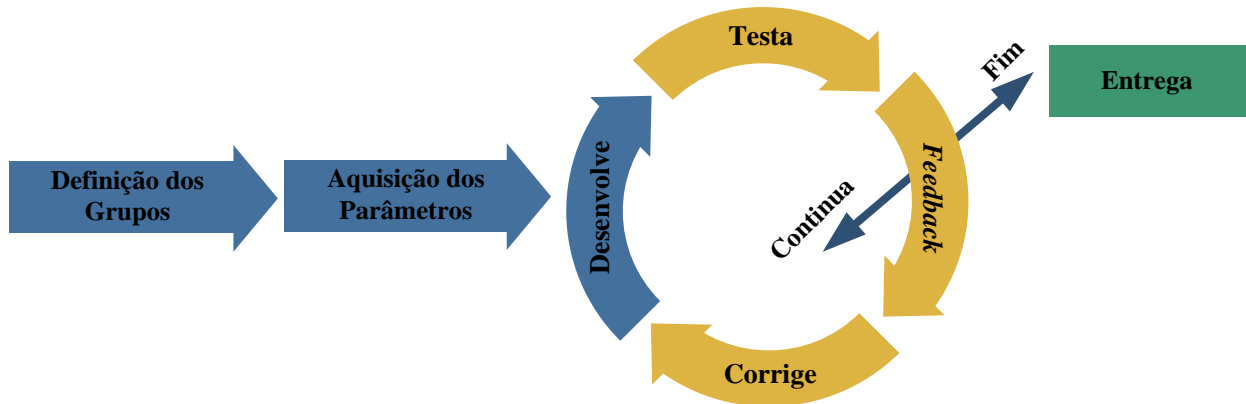 Definição dos
Grupos
Aquisição dos
Parâmetros
Desenvolve
Testa
Feedback
Corrige
Continua
Fim
Entrega